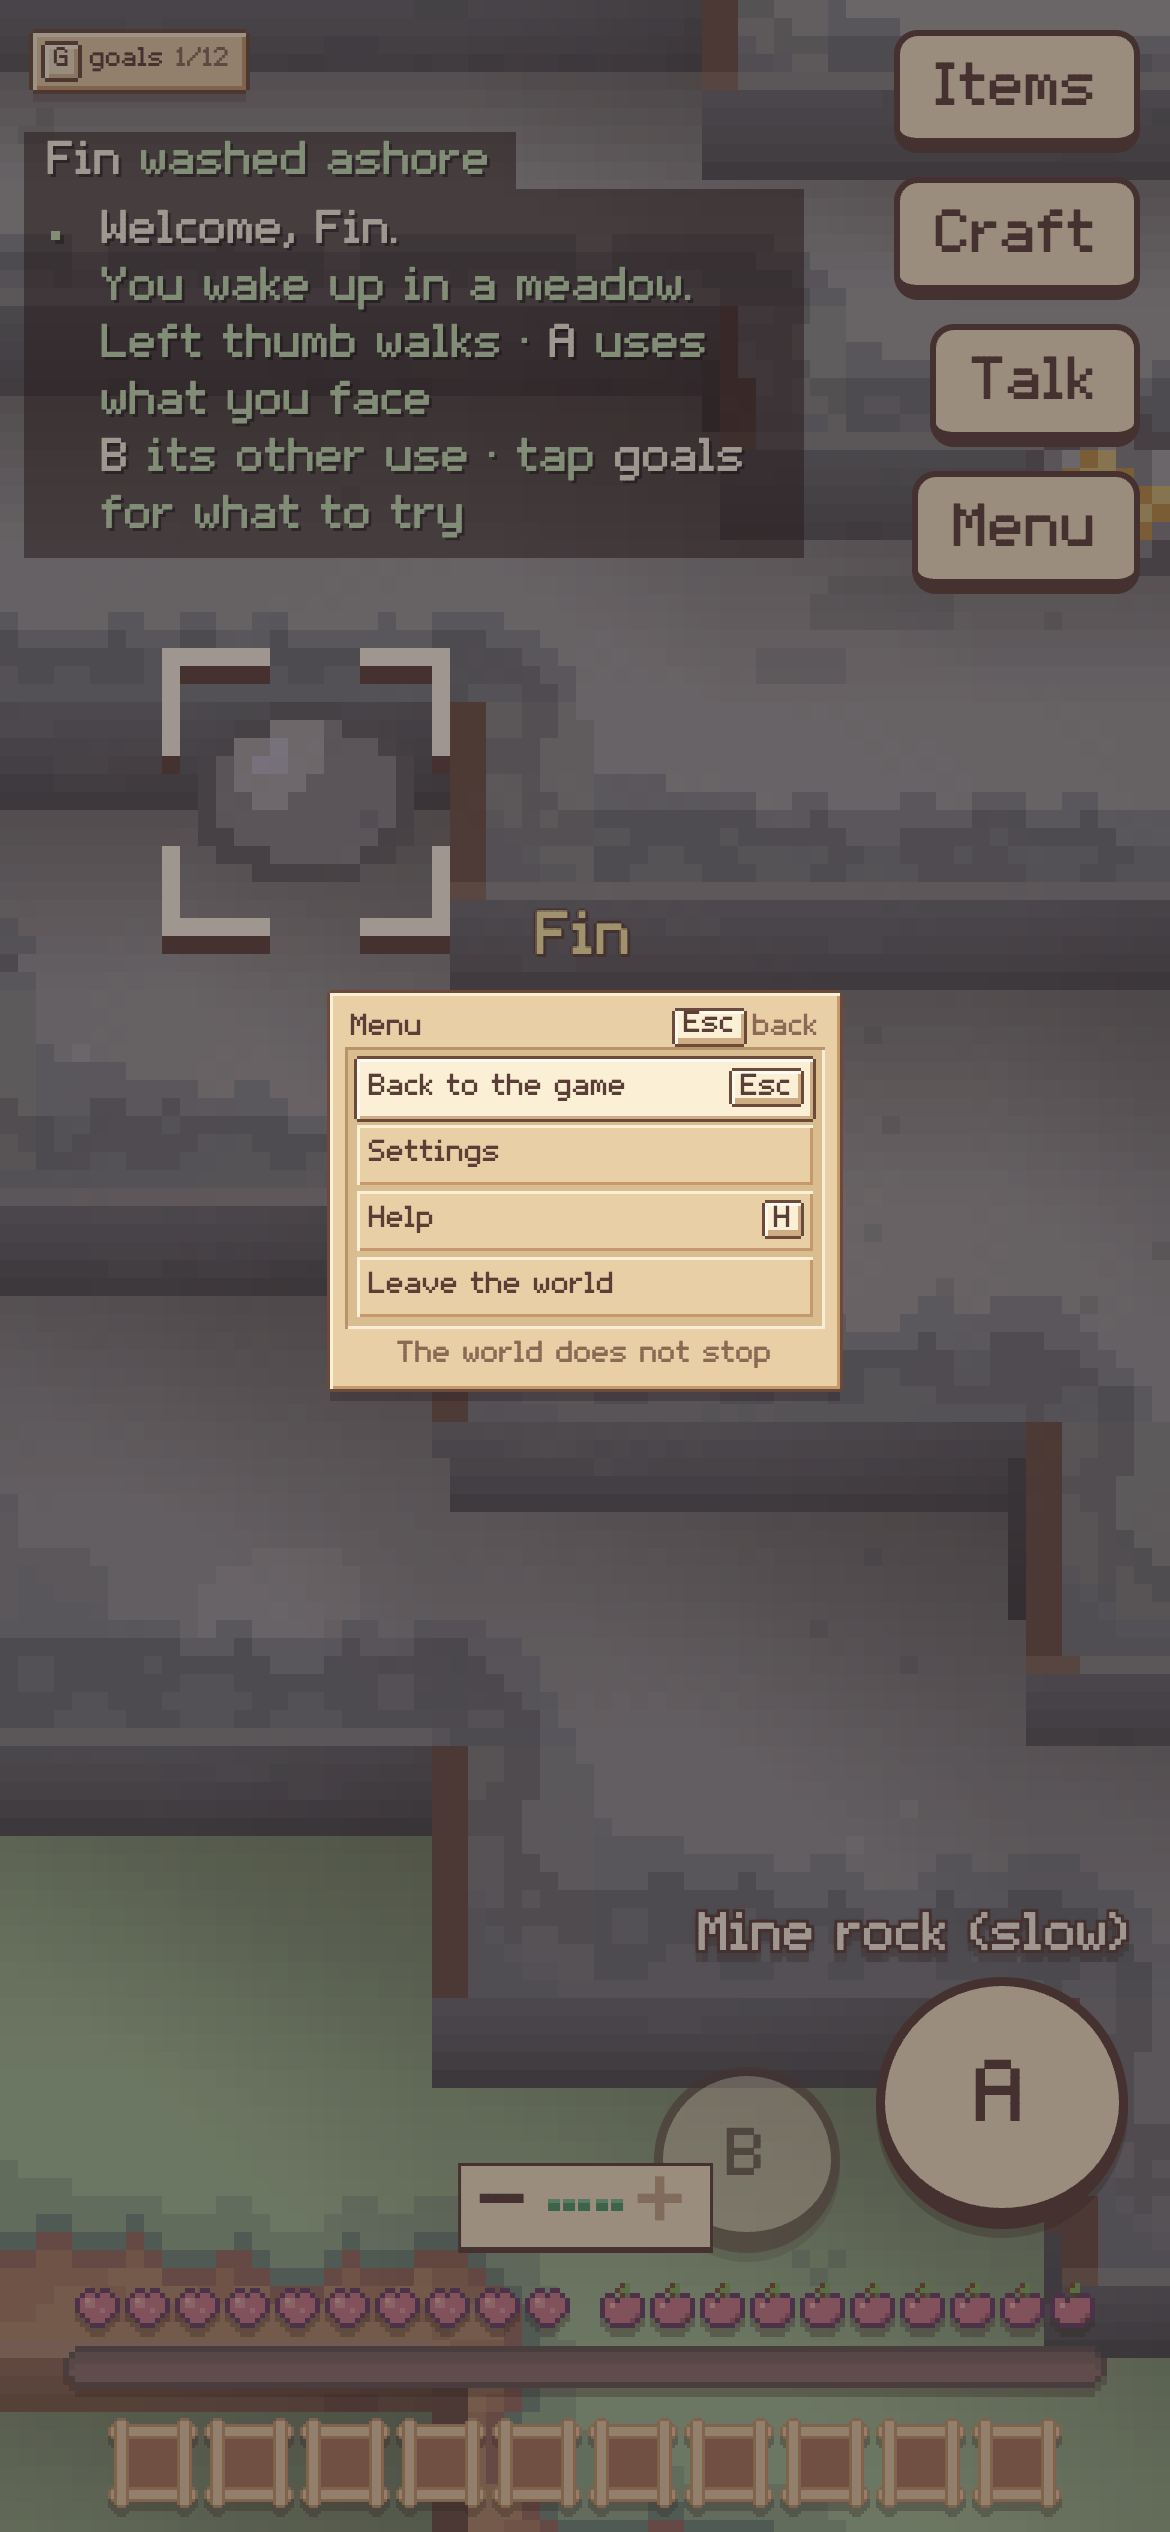 G goals 1/12
Items
Fin washed ashore
Craft
· Welcome, Fin.
You wake up in a meadow.
Left thumb walks · A uses
what you face
B its other use · tap goals
for what to try
Talk
Menu
Fin
Menu Esc back
Back to the game Esc
Settings
Help H
Leave the world
The world does not stop
Mine rock (slow)
A
B
− +